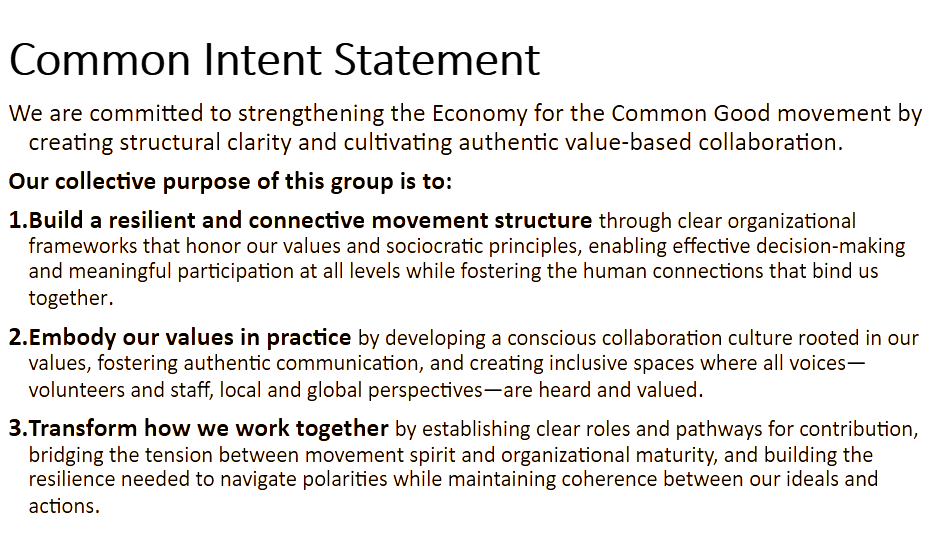 Common Intent Statement
We are committed to strengthening the Economy for the Common Good movement by
creating structural clarity and cultivating authentic value-based collaboration.
Our collective purpose of this group is to:
1.Build a resilient and connective movement structure through clear organizational
frameworks that honor our values and sociocratic principles, enabling effective decision-making
and meaningful participation at all levels while fostering the human connections that bind us
together.
2.Embody our values in practice by developing a conscious collaboration culture rooted in our
values, fostering authentic communication, and creating inclusive spaces where all voices—
volunteers and staff, local and global perspectives—are heard and valued.
3.Transform how we work together by establishing clear roles and pathways for contribution,
bridging the tension between movement spirit and organizational maturity, and building the
resilience needed to navigate polarities while maintaining coherence between our ideals and
actions.